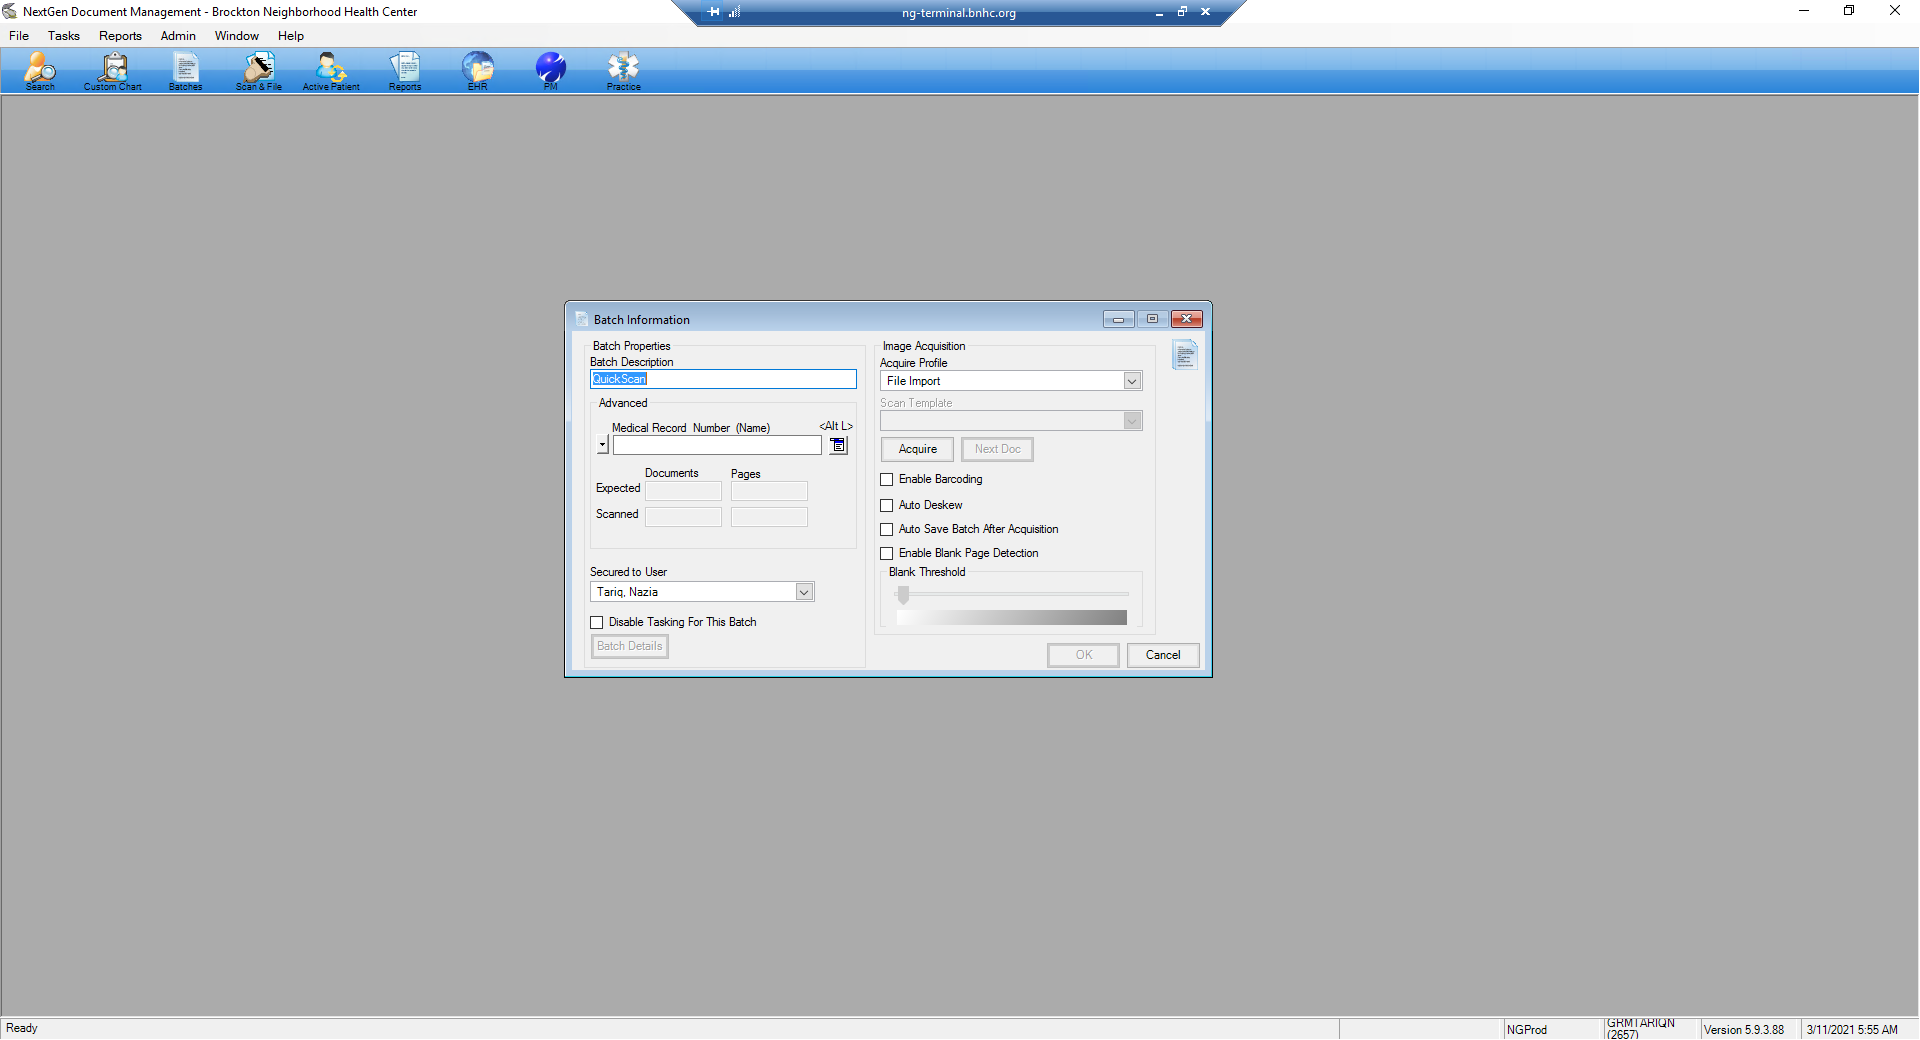 NextGen Document Management - Brockton Neighborhood Health Center
ng-terminal.bnhc.org
File Tasks Reports Admin Window Help
Search Custom Chart Batches Scan & File Active Patient Reports EHR PM Practice
Batch Information
Batch Properties
Batch Description
QuickScan
Advanced
Medical Record Number (Name) <Alt L>
Documents Pages
Expected
Scanned
Secured to User
Tariq, Nazia
Disable Tasking For This Batch
Batch Details
Image Acquisition
Acquire Profile
File Import
Scan Template
Acquire Next Doc
Enable Barcoding
Auto Deskew
Auto Save Batch After Acquisition
Enable Blank Page Detection
Blank Threshold
OK Cancel
Ready
NGProd
GRMTARIQN
(2657)
Version 5.9.3.88
3/11/2021 5:55 AM